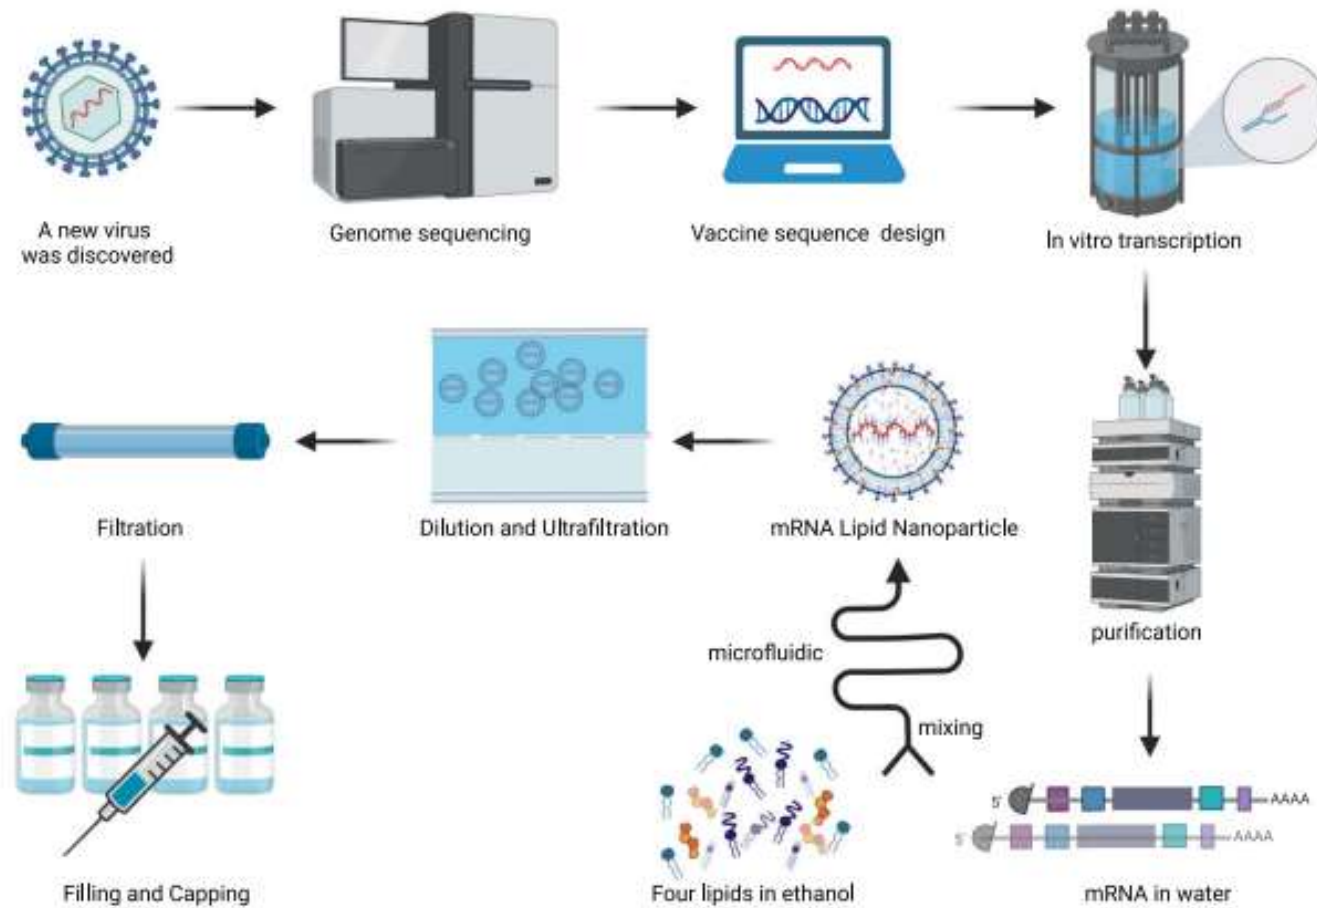 A new virus
was discovered
Genome sequencing
Vaccine sequence design
In vitro transcription
purification
5' AAAA
5' AAAA
mRNA in water
Four lipids in ethanol
mixing
microfluidic
mRNA Lipid Nanoparticle
Dilution and Ultrafiltration
Filtration
Filling and Capping